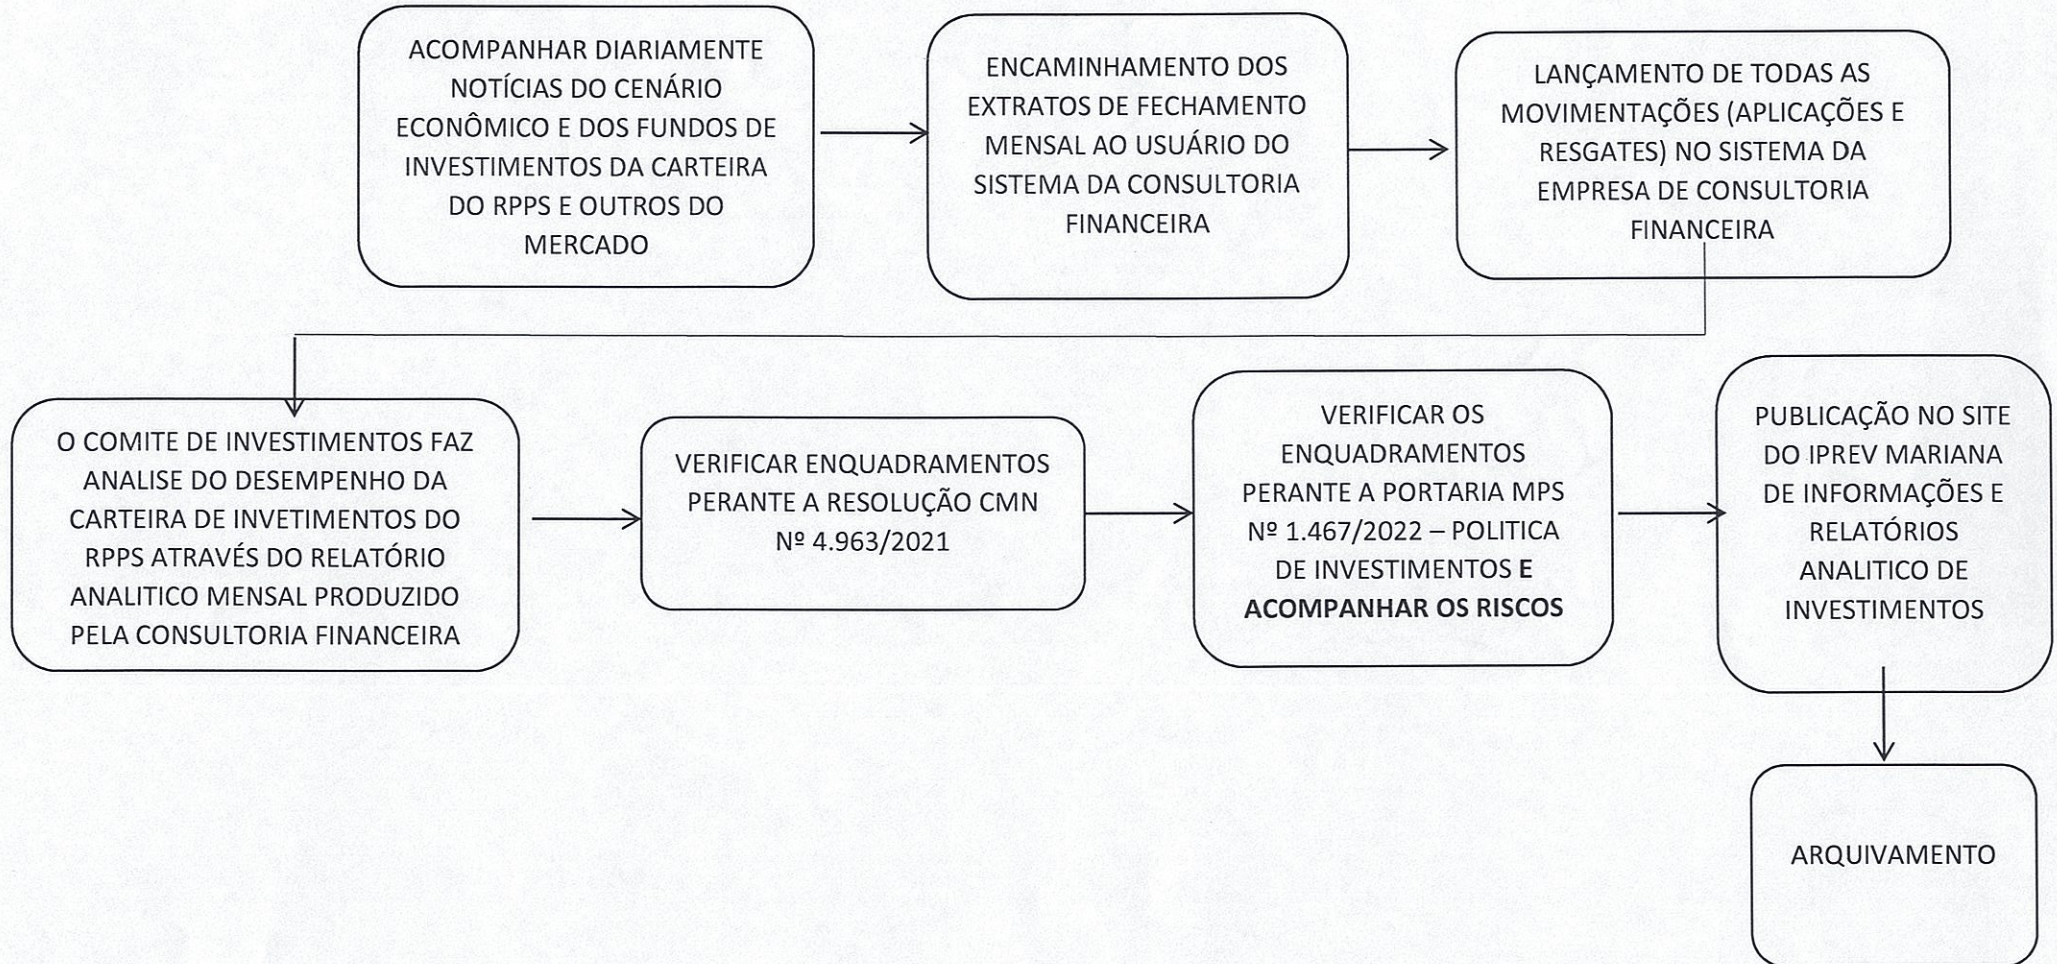 ACOMPANHAR DIARIAMENTE
NOTÍCIAS DO CENÁRIO
ECONÔMICO E DOS FUNDOS DE
INVESTIMENTOS DA CARTEIRA
DO RPPS E OUTROS DO
MERCADO
ENCAMINHAMENTO DOS
EXTRATOS DE FECHAMENTO
MENSAL AO USUÁRIO DO
SISTEMA DA CONSULTORIA
FINANCEIRA
LANÇAMENTO DE TODAS AS
MOVIMENTAÇÕES (APLICAÇÕES E
RESGATES) NO SISTEMA DA
EMPRESA DE CONSULTORIA
FINANCEIRA
O COMITE DE INVESTIMENTOS FAZ
ANALISE DO DESEMPENHO DA
CARTEIRA DE INVETIMENTOS DO
RPPS ATRAVÉS DO RELATÓRIO
ANALITICO MENSAL PRODUZIDO
PELA CONSULTORIA FINANCEIRA
VERIFICAR ENQUADRAMENTOS
PERANTE A RESOLUÇÃO CMN
Nº 4.963/2021
VERIFICAR OS
ENQUADRAMENTOS
PERANTE A PORTARIA MPS
Nº 1.467/2022 – POLITICA
DE INVESTIMENTOS E
ACOMPANHAR OS RISCOS
PUBLICAÇÃO NO SITE
DO IPREV MARIANA
DE INFORMAÇÕES E
RELATÓRIOS
ANALITICO DE
INVESTIMENTOS
ARQUIVAMENTO